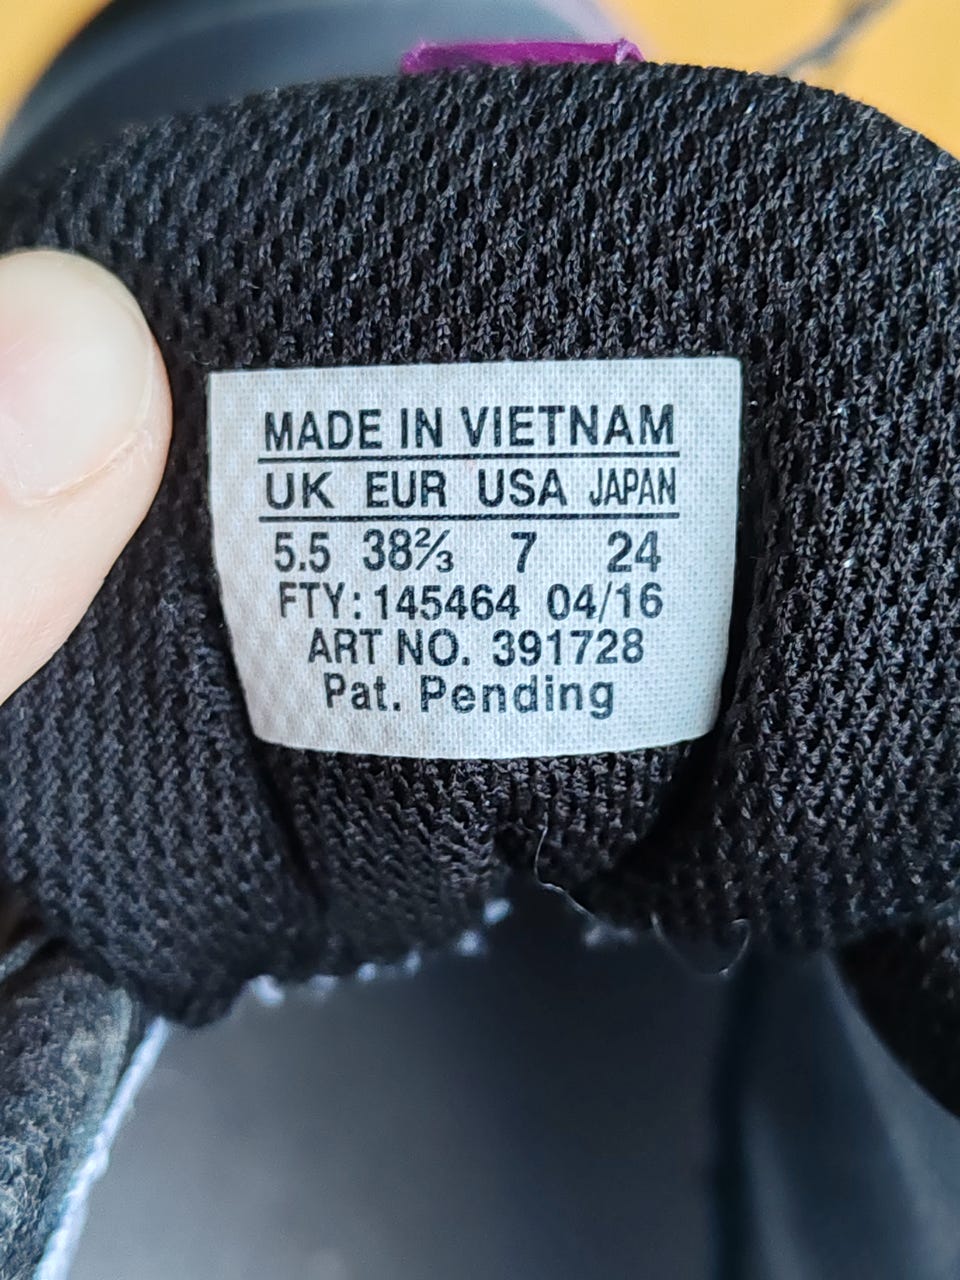 MADE IN VIETNAM
UK EUR USA JAPAN
5.5 38⅔ 7 24
FTY: 145464 04/16
ART NO. 391728
Pat. Pending